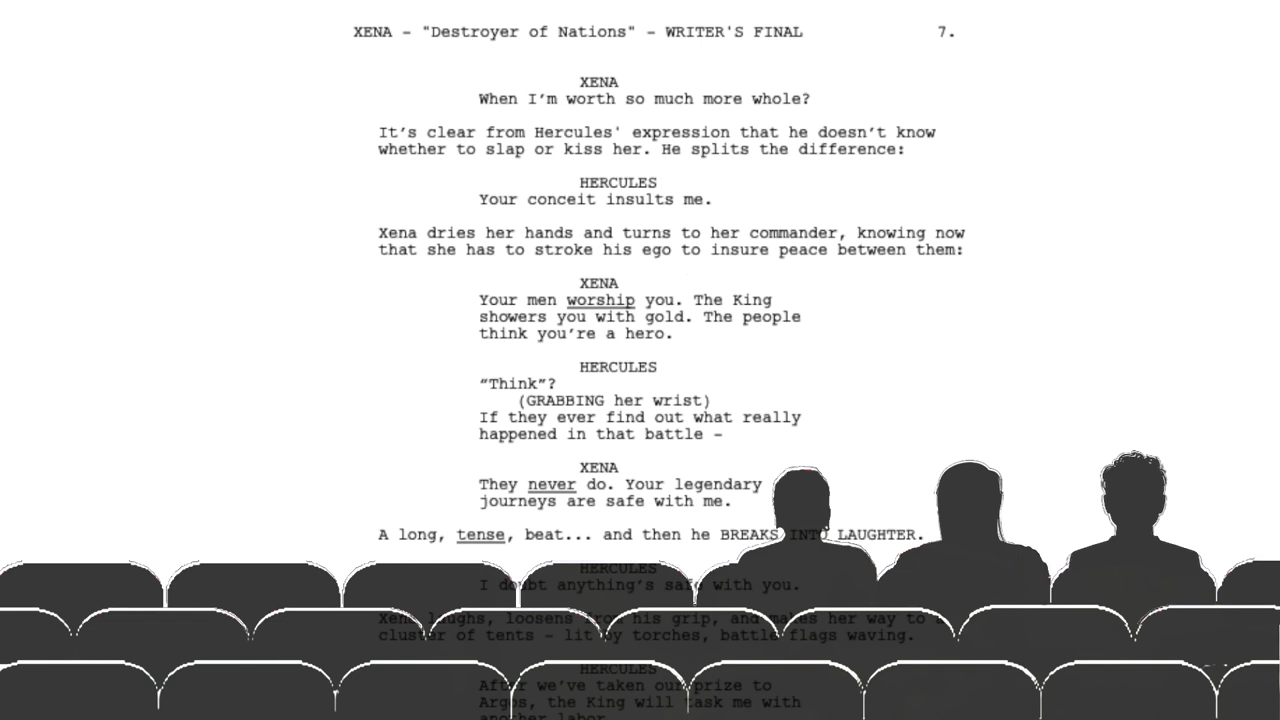 XENA – "Destroyer of Nations" – WRITER'S FINAL 7.
XENA
When I'm worth so much more whole?
It's clear from Hercules' expression that he doesn't know
whether to slap or kiss her. He splits the difference:
HERCULES
Your conceit insults me.
Xena dries her hands and turns to her commander, knowing now
that she has to stroke his ego to insure peace between them:
XENA
Your men worship you. The King
showers you with gold. The people
think you're a hero.
HERCULES
“Think”?
(GRABBING her wrist)
If they ever find out what really
happened in that battle –
XENA
They never do. Your legendary
journeys are safe with me.
A long, tense, beat... and then he BREAKS INTO LAUGHTER.
HERCULES
I doubt anything's safe with you.
Xena laughs, loosens from his grip, and makes her way to a
cluster of tents – lit by torches, battle flags waving.
HERCULES
After we've taken our prize to
Argos, the King will task me with
another labor